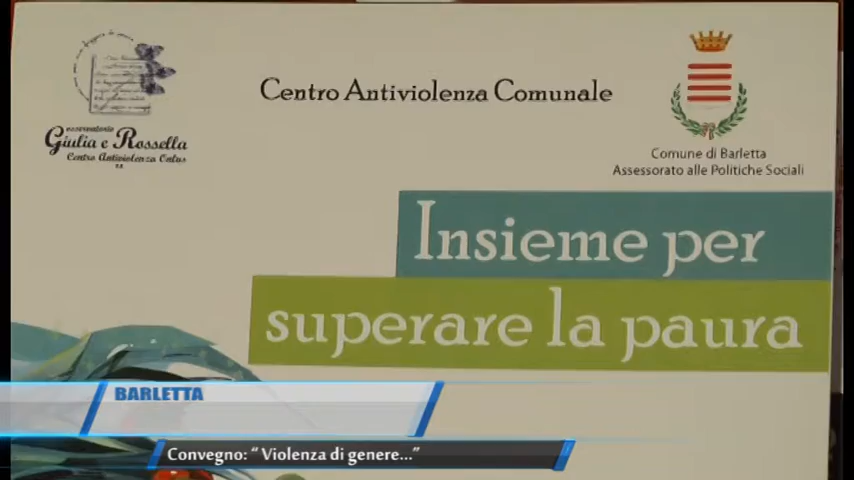 Centro Antiviolenza Comunale
osservatorio
Giulia e Rossella
Centro Antiviolenza Onlus
Comune di Barletta
Assessorato alle Politiche Sociali
Insieme per
superare la paura
BARLETTA
Convegno: “ Violenza di genere...”